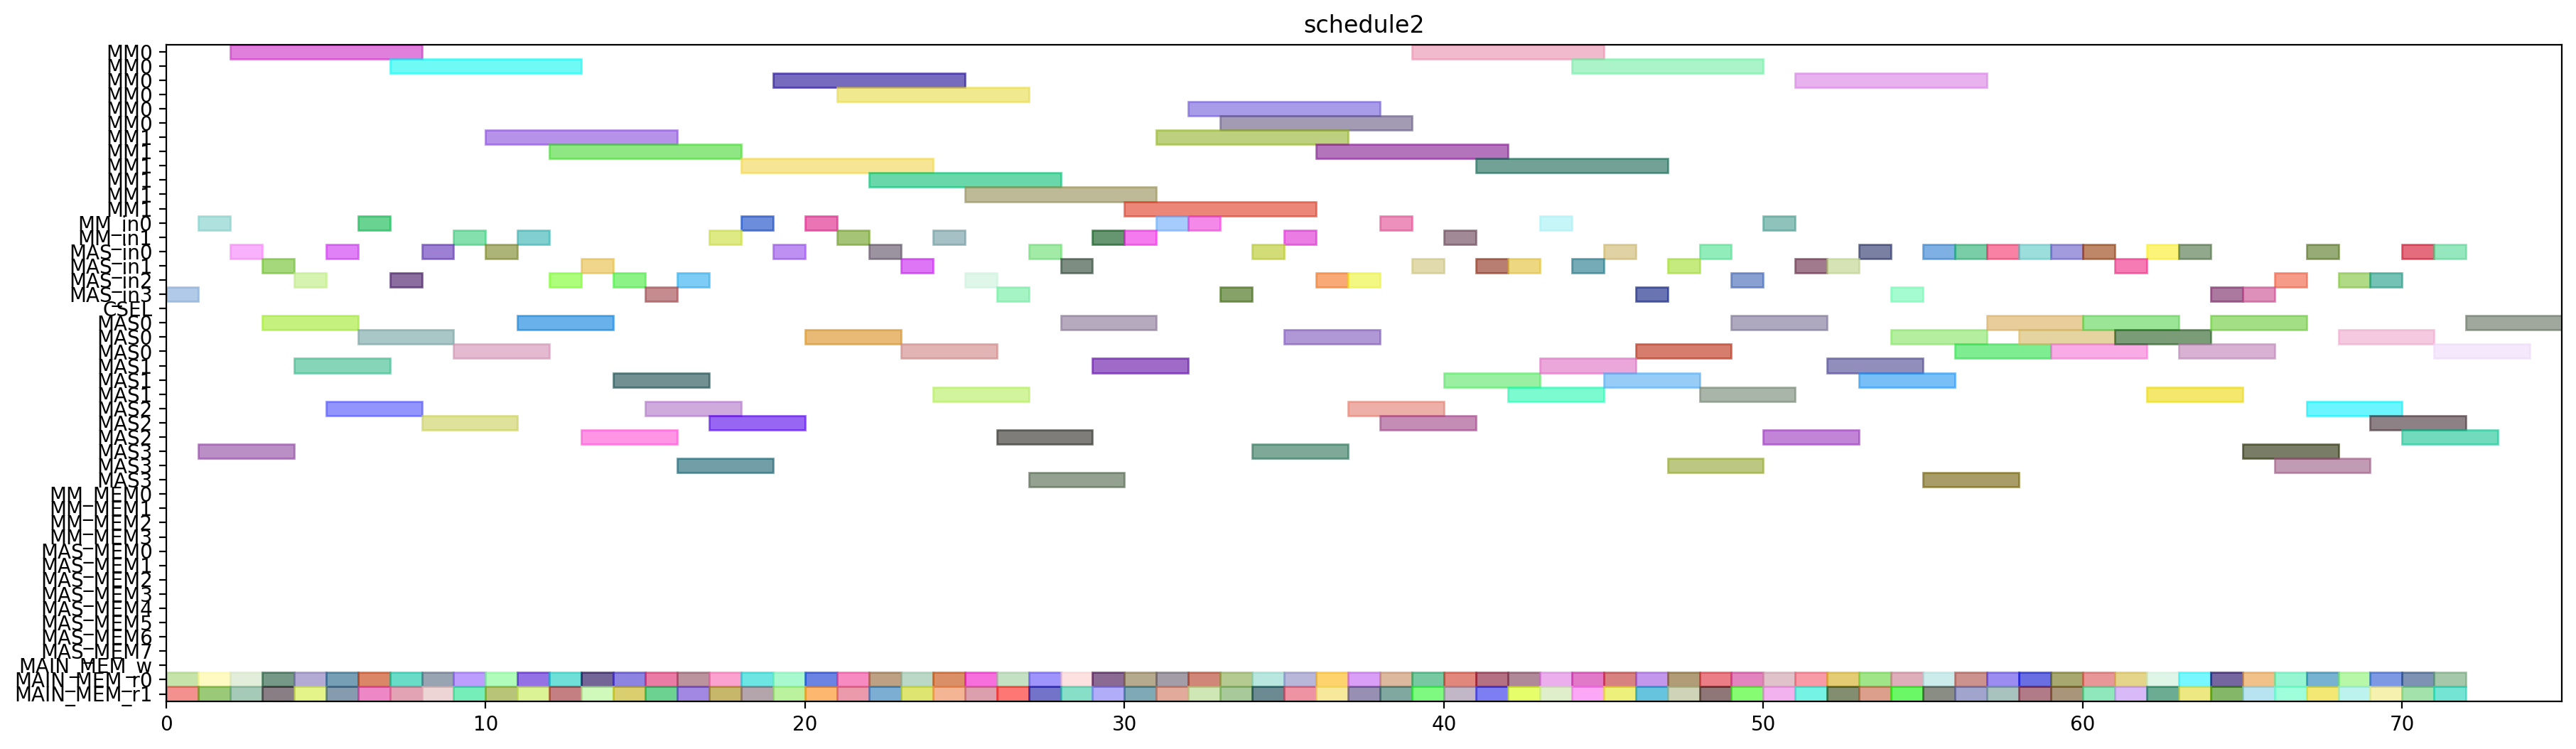 schedule2
MM0
MM0
MM0
MM0
MM0
MM0
MM1
MM1
MM1
MM1
MM1
MM1
MM_in0
MM_in1
MAS_in0
MAS_in1
MAS_in2
MAS_in3
CSEL
MAS0
MAS0
MAS0
MAS1
MAS1
MAS1
MAS2
MAS2
MAS2
MAS3
MAS3
MAS3
MM_MEM0
MM_MEM1
MM_MEM2
MM_MEM3
MAS_MEM0
MAS_MEM1
MAS_MEM2
MAS_MEM3
MAS_MEM4
MAS_MEM5
MAS_MEM6
MAS_MEM7
MAIN_MEM_w
MAIN_MEM_r0
MAIN_MEM_r1
0 10 20 30 40 50 60 70